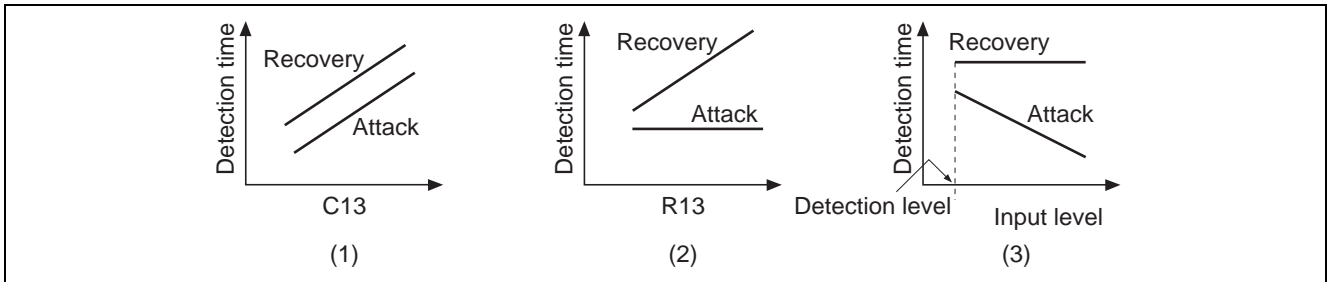 Detection time
Recovery
Attack
C13
(1)
Detection time
Recovery
Attack
R13
(2)
Detection time
Recovery
Attack
Detection level
Input level
(3)